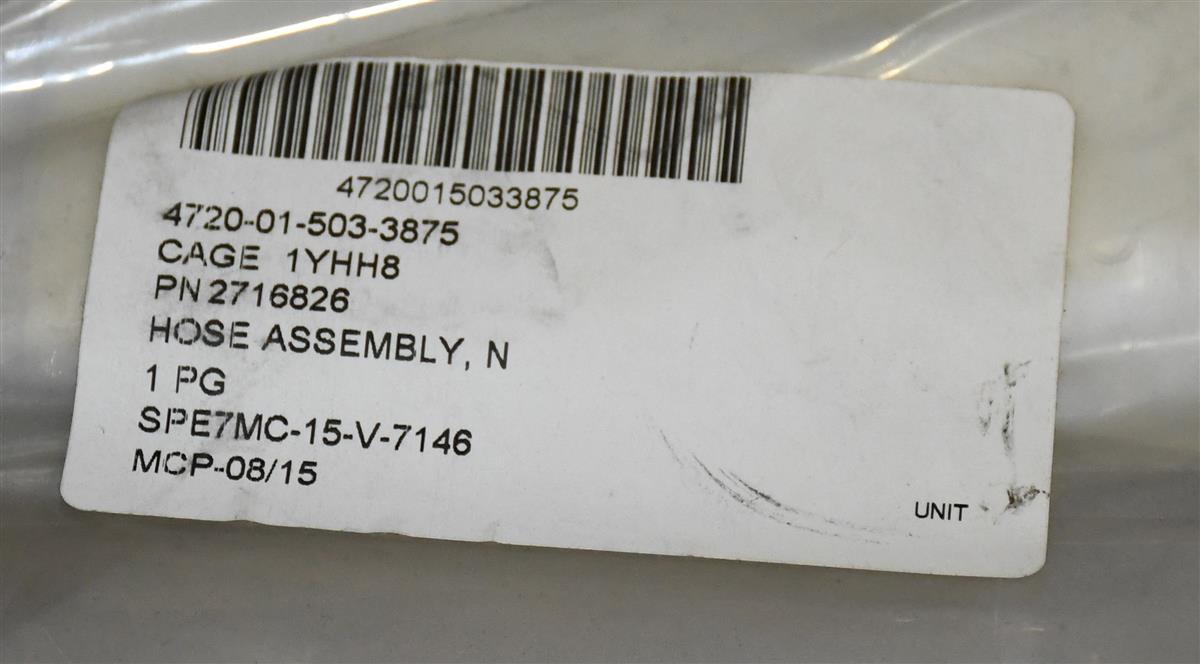 4720015033875
4720-01-503-3875
CAGE 1YHH8
PN 2716826
HOSE ASSEMBLY, N
1 PG
SPE7MC-15-V-7146
MCP-08/15
UNIT